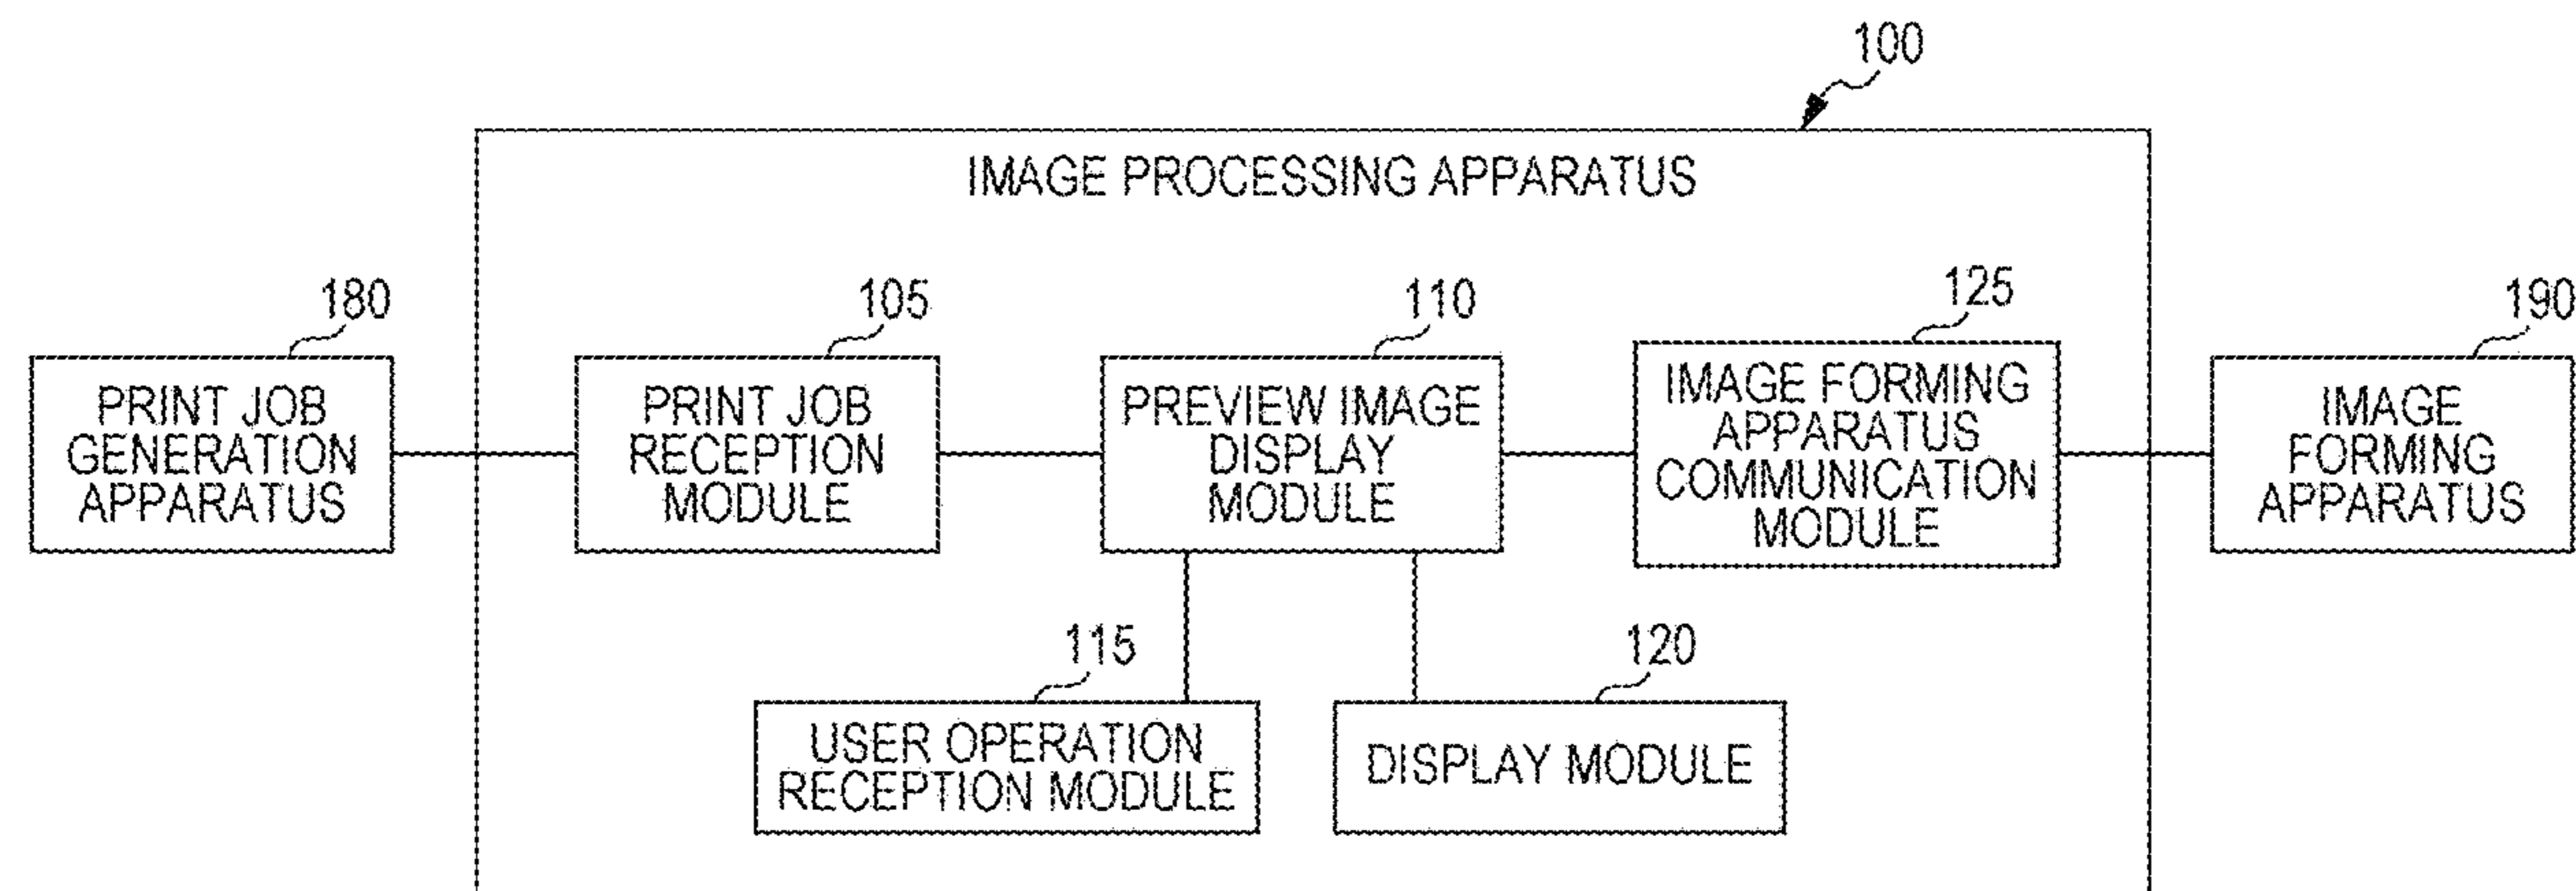 100
IMAGE PROCESSING APPARATUS
180
PRINT JOB
GENERATION
APPARATUS
105
PRINT JOB
RECEPTION
MODULE
110
PREVIEW IMAGE
DISPLAY
MODULE
125
IMAGE FORMING
APPARATUS
COMMUNICATION
MODULE
190
IMAGE
FORMING
APPARATUS
115
USER OPERATION
RECEPTION MODULE
120
DISPLAY MODULE